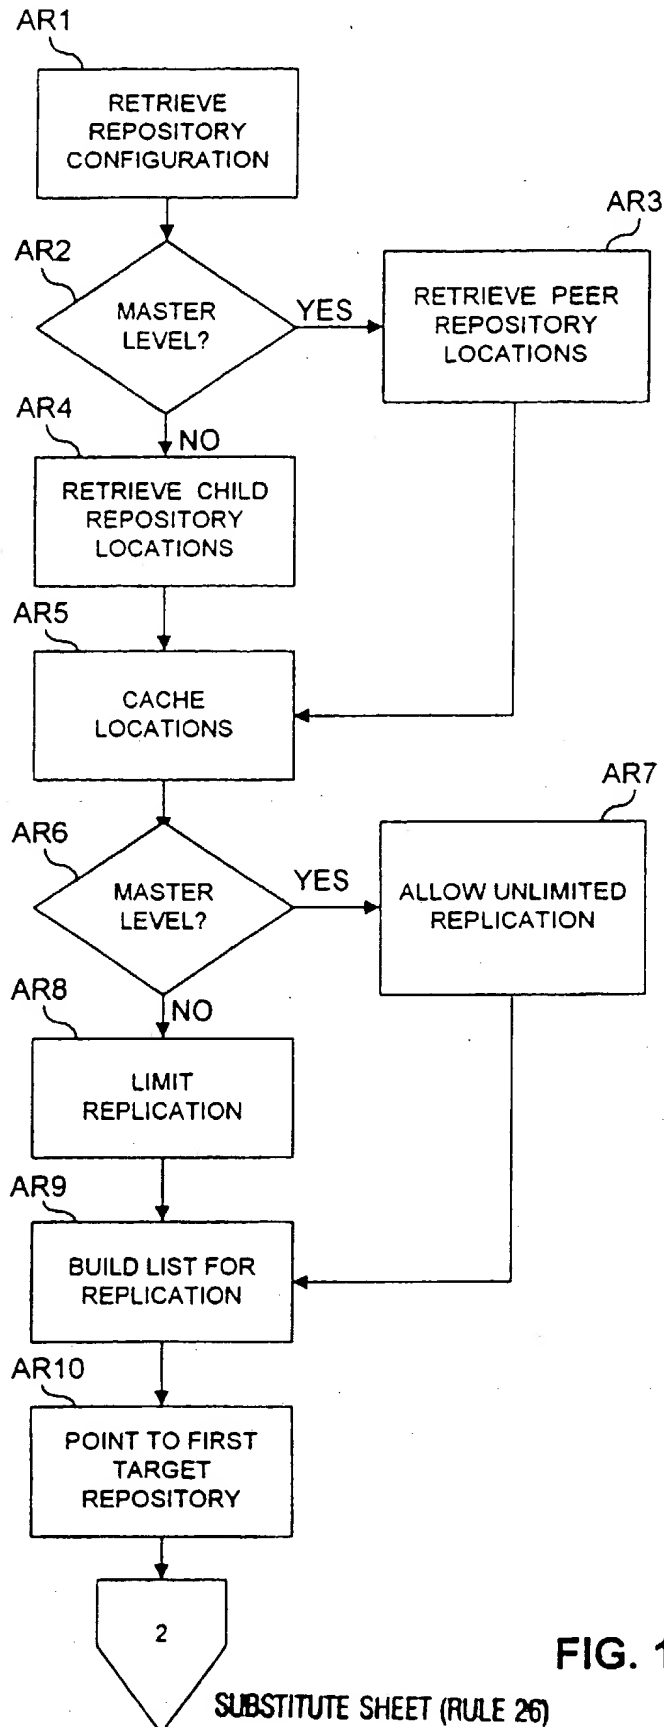 AR1
RETRIEVE
REPOSITORY
CONFIGURATION
AR2
MASTER
LEVEL?
YES
AR3
RETRIEVE PEER
REPOSITORY
LOCATIONS
NO
AR4
RETRIEVE CHILD
REPOSITORY
LOCATIONS
AR5
CACHE
LOCATIONS
AR6
MASTER
LEVEL?
YES
AR7
ALLOW UNLIMITED
REPLICATION
NO
AR8
LIMIT
REPLICATION
AR9
BUILD LIST FOR
REPLICATION
AR10
POINT TO FIRST
TARGET
REPOSITORY
2
FIG. 1
SUBSTITUTE SHEET (RULE 26)